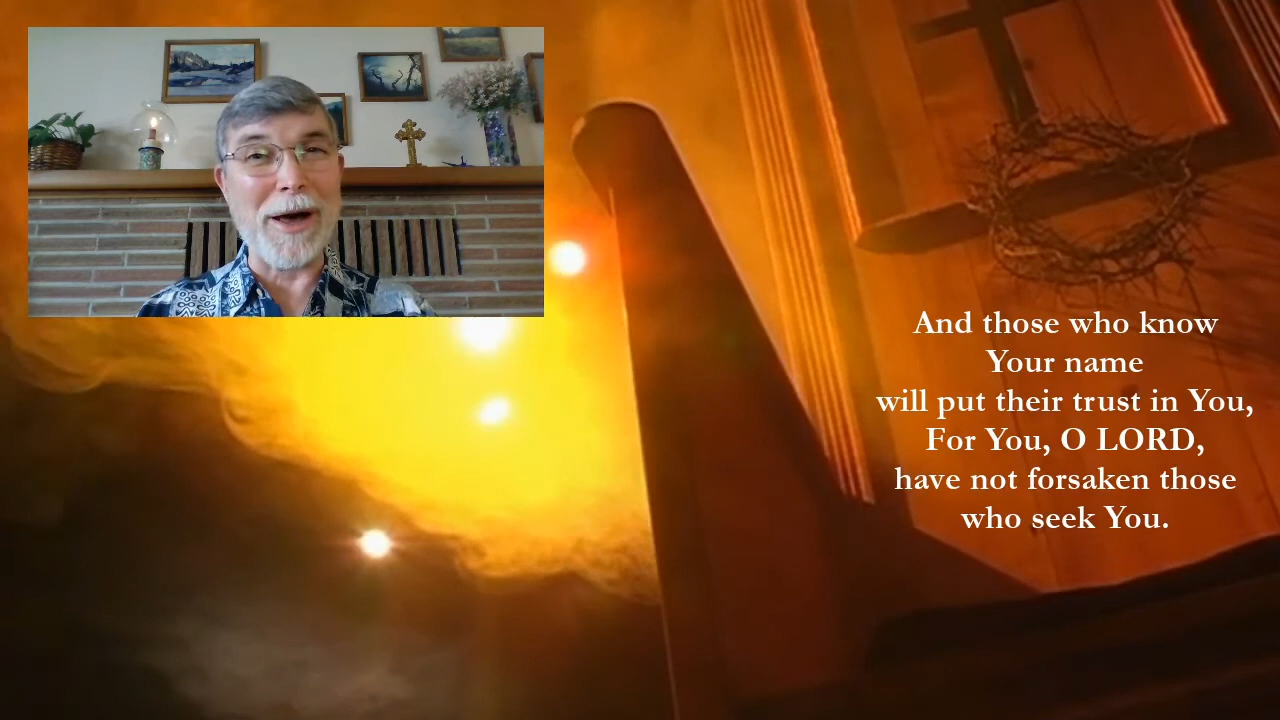 And those who know
Your name
will put their trust in You,
For You, O LORD,
have not forsaken those
who seek You.